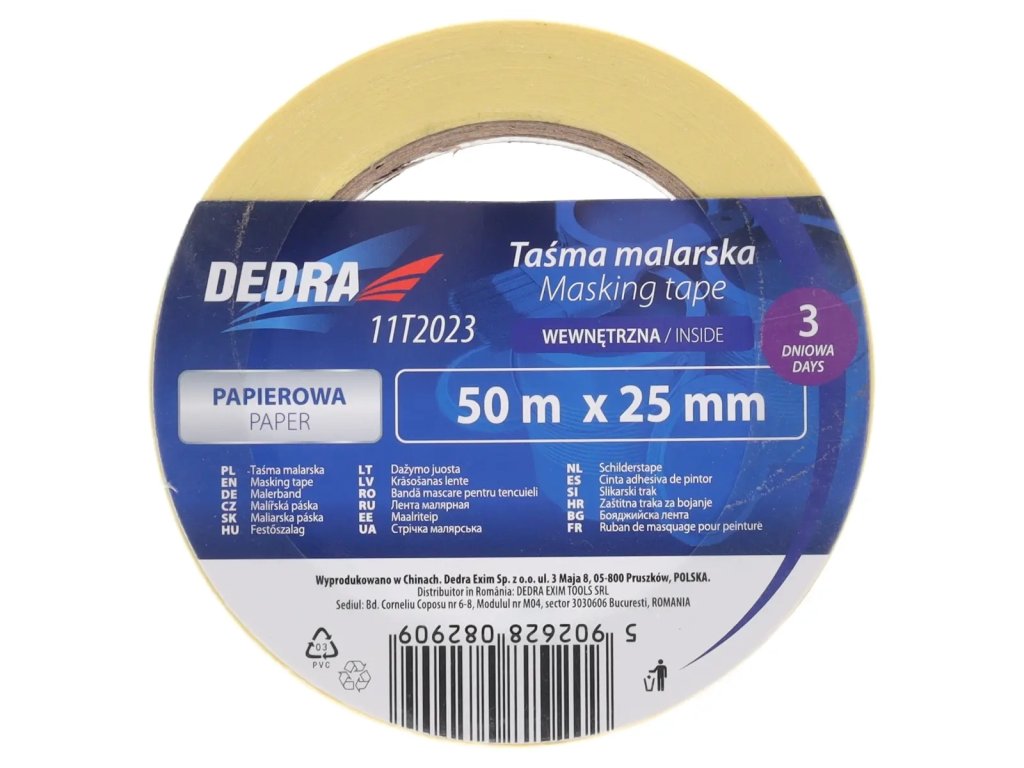 DEDRA
11T2023
Taśma malarska
Masking tape
WEWNĘTRZNA / INSIDE
3
DNIOWA
DAYS
PAPIEROWA
PAPER
50 m x 25 mm
PL Taśma malarska
EN Masking tape
DE Malerband
CZ Malířská páska
SK Maliarska páska
HU Festőszalag
LT Dažymo juosta
LV Krāsošanas lente
RO Bandă mascare pentru tencuieli
RU Лента малярная
EE Maalriteip
UA Стрічка малярська
NL Schilderstape
ES Cinta adhesiva de pintor
SI Slikarski trak
HR Zaštitna traka za bojanje
BG Бояджийска лента
FR Ruban de masquage pour peinture
Wyprodukowano w Chinach. Dedra Exim Sp. z o.o. ul. 3 Maja 8, 05-800 Pruszków, POLSKA.
Distribuitor in România: DEDRA EXIM TOOLS SRL
Sediul: Bd. Corneliu Coposu nr 6-8, Modulul nr M04, sector 3030606 Bucuresti, ROMANIA
03
PVC
5 902628